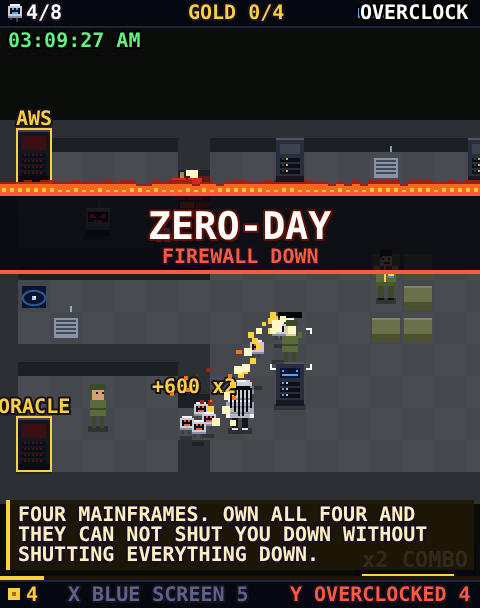 4/8
GOLD 0/4
OVERCLOCK
03:09:27 AM
AWS
ZERO-DAY
FIREWALL DOWN
+600 x2
ORACLE
FOUR MAINFRAMES. OWN ALL FOUR AND
THEY CAN NOT SHUT YOU DOWN WITHOUT
SHUTTING EVERYTHING DOWN.
x2 COMBO
4
X BLUE SCREEN 5
Y OVERCLOCKED 4